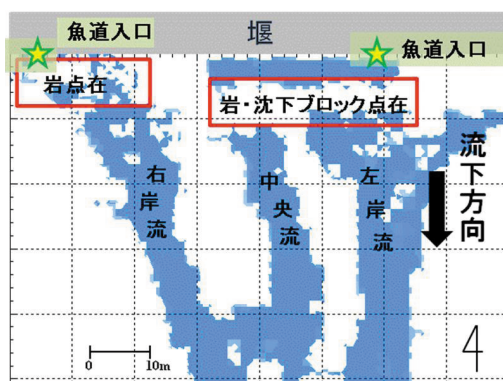 魚道入口
堰
魚道入口
岩点在
岩・沈下ブロック点在
右岸流
中央流
左岸流
流下方向
0 10m
4